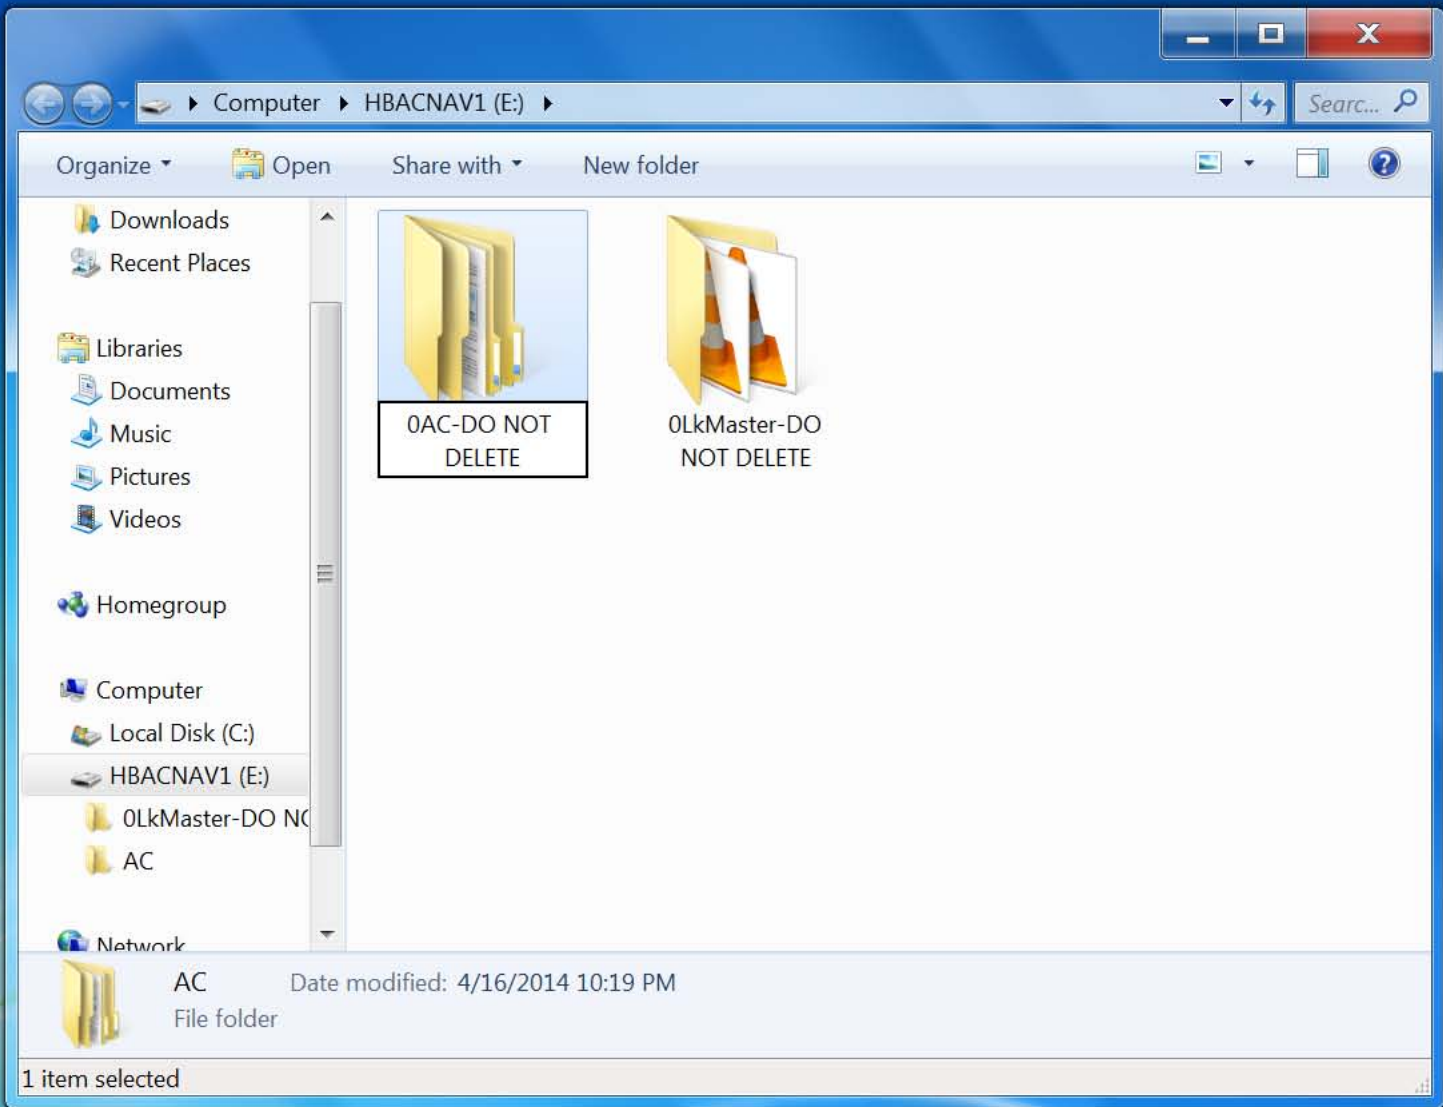 Computer HBACNAV1 (E:)
Searc...
Organize Open Share with New folder
Downloads
Recent Places
Libraries
Documents
Music
Pictures
Videos
Homegroup
Computer
Local Disk (C:)
HBACNAV1 (E:)
0LkMaster-DO NO
AC
Network
0AC-DO NOT
DELETE
0LkMaster-DO
NOT DELETE
AC Date modified: 4/16/2014 10:19 PM
File folder
1 item selected